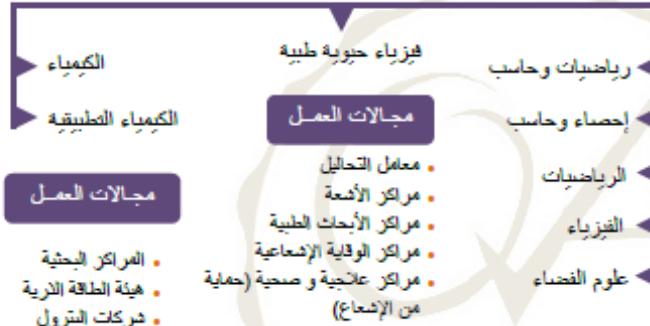 رياضيات وحاسب
إحصاء وحاسب
الرياضيات
الفيزياء
علوم الفضاء
فيزياء حيوية طبية
مجالات العمل
• معامل التحاليل
• مراكز الأشعة
• مراكز الأبحاث الطبية
• مراكز الوقاية الإشعاعية
• مراكز علاجية و صحية (حماية
من الإشعاع)
الكيمياء
الكيمياء التطبيقية
مجالات العمل
• المراكز البحثية
• هيئة الطاقة الذرية
• شركات البترول